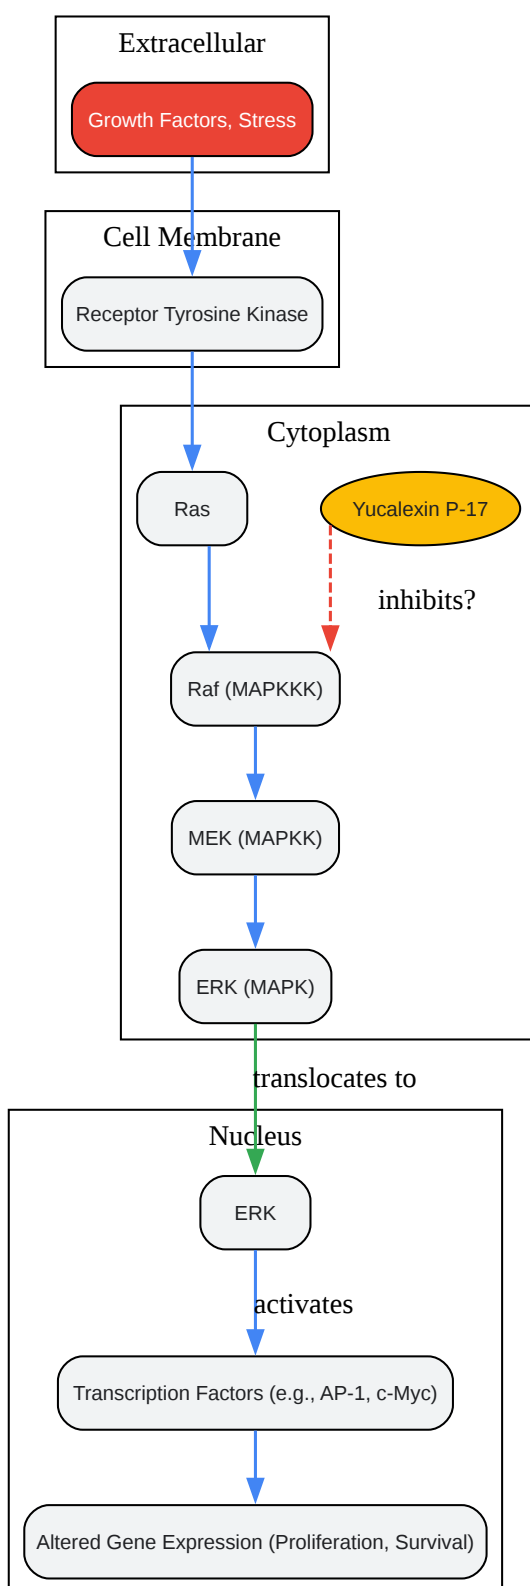 Extracellular
Growth Factors, Stress
Cell Membrane
Receptor Tyrosine Kinase
Cytoplasm
Ras
Yucalexin P-17
inhibits?
Raf (MAPKKK)
MEK (MAPKK)
ERK (MAPK)
translocates to
Nucleus
ERK
activates
Transcription Factors (e.g., AP-1, c-Myc)
Altered Gene Expression (Proliferation, Survival)